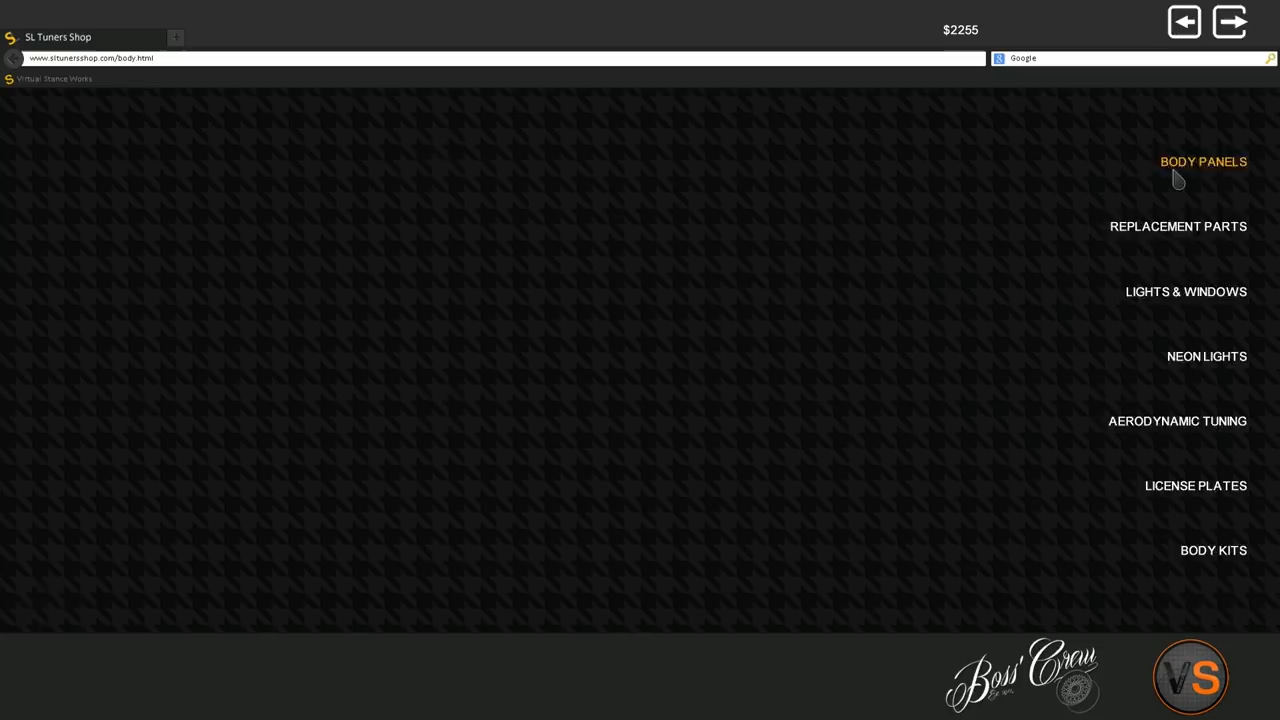 $2255
SL Tuners Shop
www.sltunersshop.com/body.html
Google
Virtual Stance Works
BODY PANELS
REPLACEMENT PARTS
LIGHTS & WINDOWS
NEON LIGHTS
AERODYNAMIC TUNING
LICENSE PLATES
BODY KITS
Boss' Crew
VS